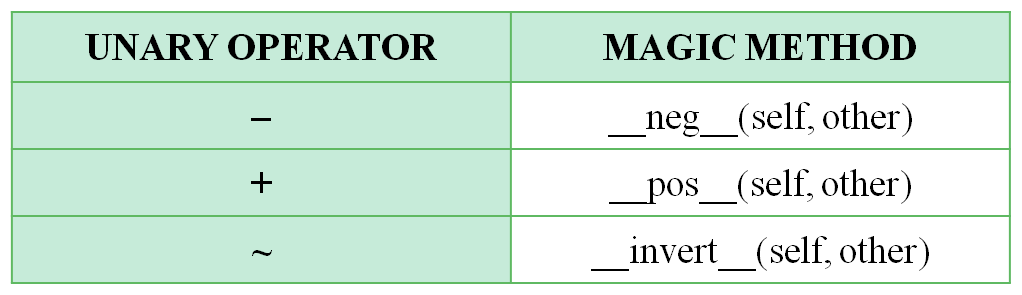 UNARY OPERATOR MAGIC METHOD
– __neg__(self, other)
+ __pos__(self, other)
~ __invert__(self, other)